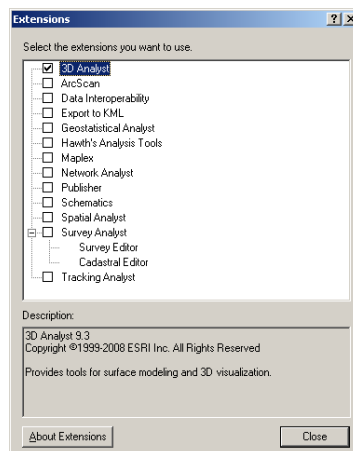 Extensions
Select the extensions you want to use.
3D Analyst
ArcScan
Data Interoperability
Export to KML
Geostatistical Analyst
Hawth's Analysis Tools
Maplex
Network Analyst
Publisher
Schematics
Spatial Analyst
Survey Analyst
Survey Editor
Cadastral Editor
Tracking Analyst
Description:
3D Analyst 9.3
Copyright ©1999-2008 ESRI Inc. All Rights Reserved
Provides tools for surface modeling and 3D visualization.
About Extensions Close